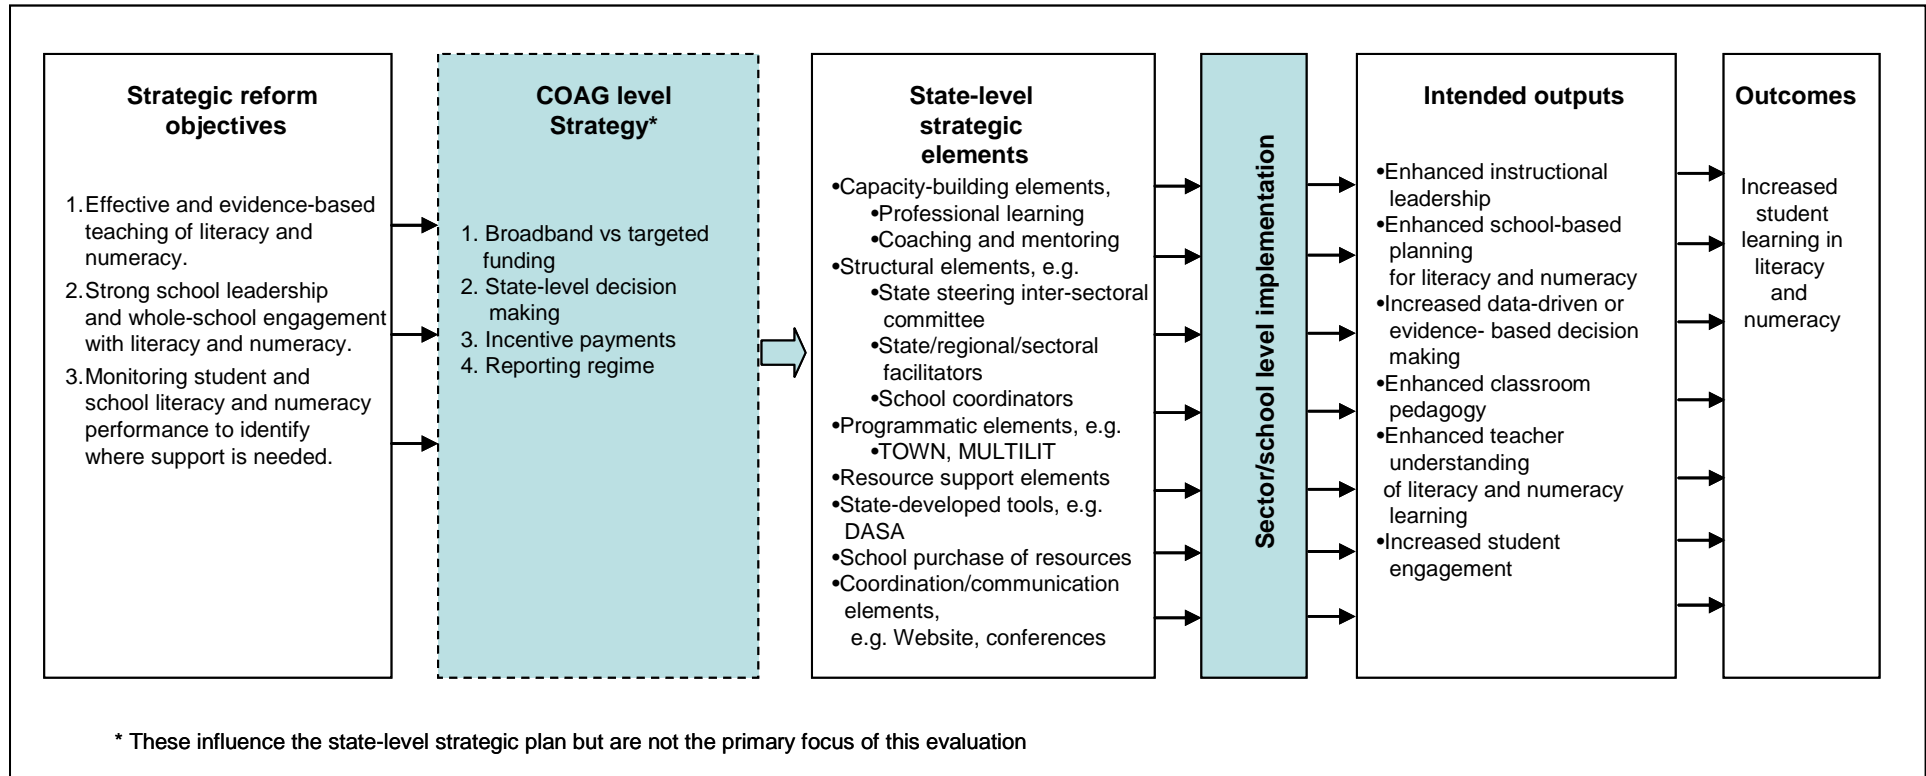 Strategic reform
objectives
1.Effective and evidence-based
teaching of literacy and
numeracy.
2.Strong school leadership
and whole-school engagement
with literacy and numeracy.
3.Monitoring student and
school literacy and numeracy
performance to identify
where support is needed.
COAG level
Strategy*
1. Broadband vs targeted
funding
2. State-level decision
making
3. Incentive payments
4. Reporting regime
State-level
strategic
elements
•Capacity-building elements,
•Professional learning
•Coaching and mentoring
•Structural elements, e.g.
•State steering inter-sectoral
committee
•State/regional/sectoral
facilitators
•School coordinators
•Programmatic elements, e.g.
•TOWN, MULTILIT
•Resource support elements
•State-developed tools, e.g.
DASA
•School purchase of resources
•Coordination/communication
elements,
e.g. Website, conferences
Sector/school level implementation
Intended outputs
•Enhanced instructional
leadership
•Enhanced school-based
planning
for literacy and numeracy
•Increased data-driven or
evidence- based decision
making
•Enhanced classroom
pedagogy
•Enhanced teacher
understanding
of literacy and numeracy
learning
•Increased student
engagement
Outcomes
Increased
student
learning in
literacy
and
numeracy
* These influence the state-level strategic plan but are not the primary focus of this evaluation